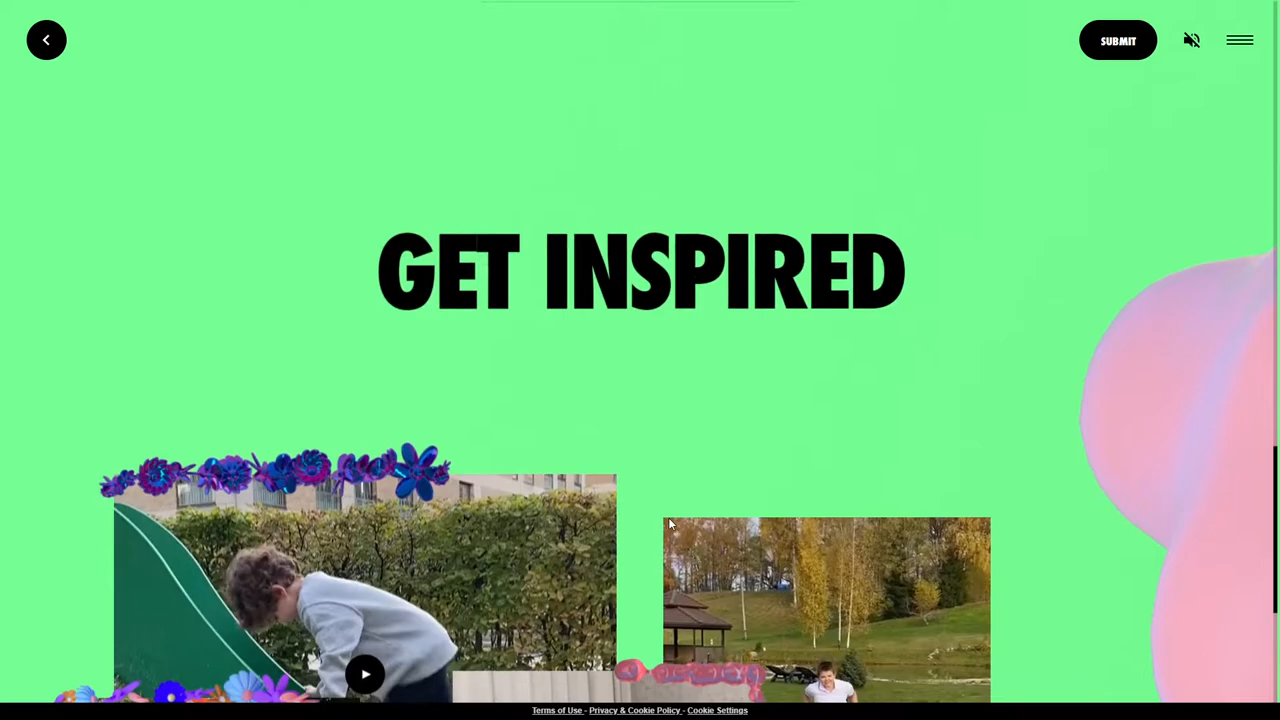 SUBMIT
GET INSPIRED
Terms of Use - Privacy & Cookie Policy - Cookie Settings